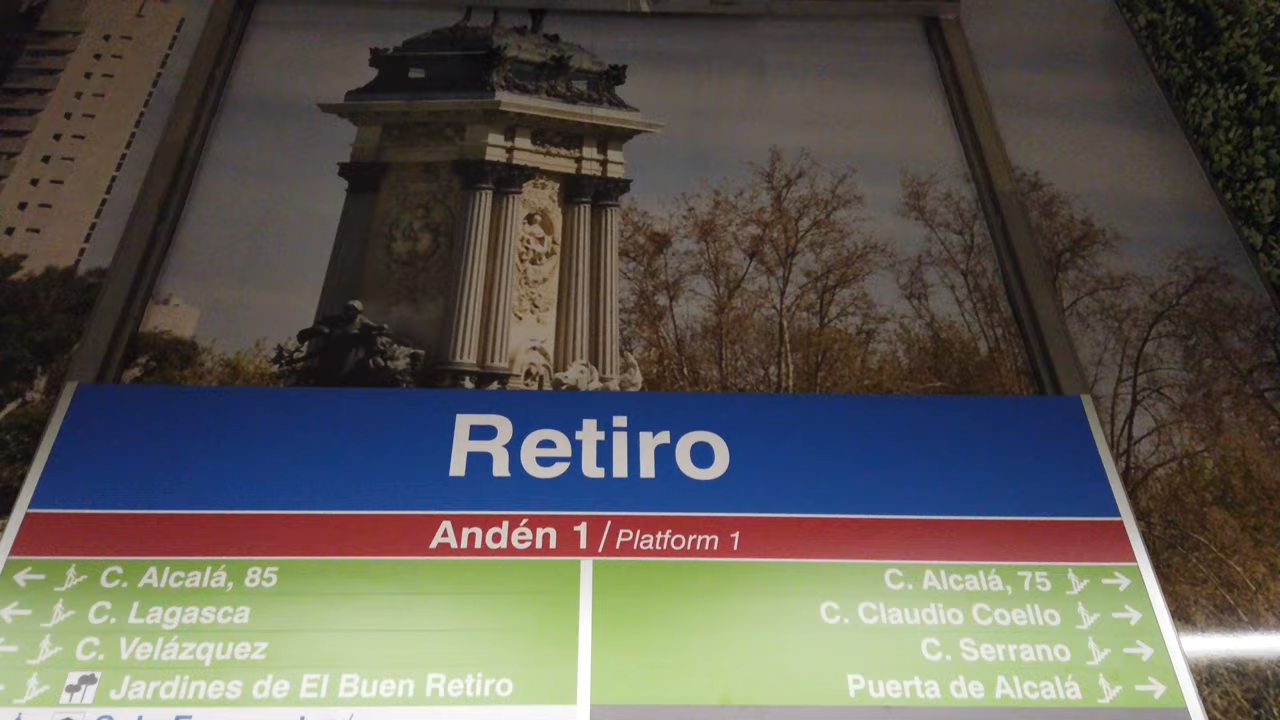 Retiro
Andén 1 / Platform 1
C. Alcalá, 85
C. Lagasca
C. Velázquez
Jardines de El Buen Retiro
C. Alcalá, 75
C. Claudio Coello
C. Serrano
Puerta de Alcalá